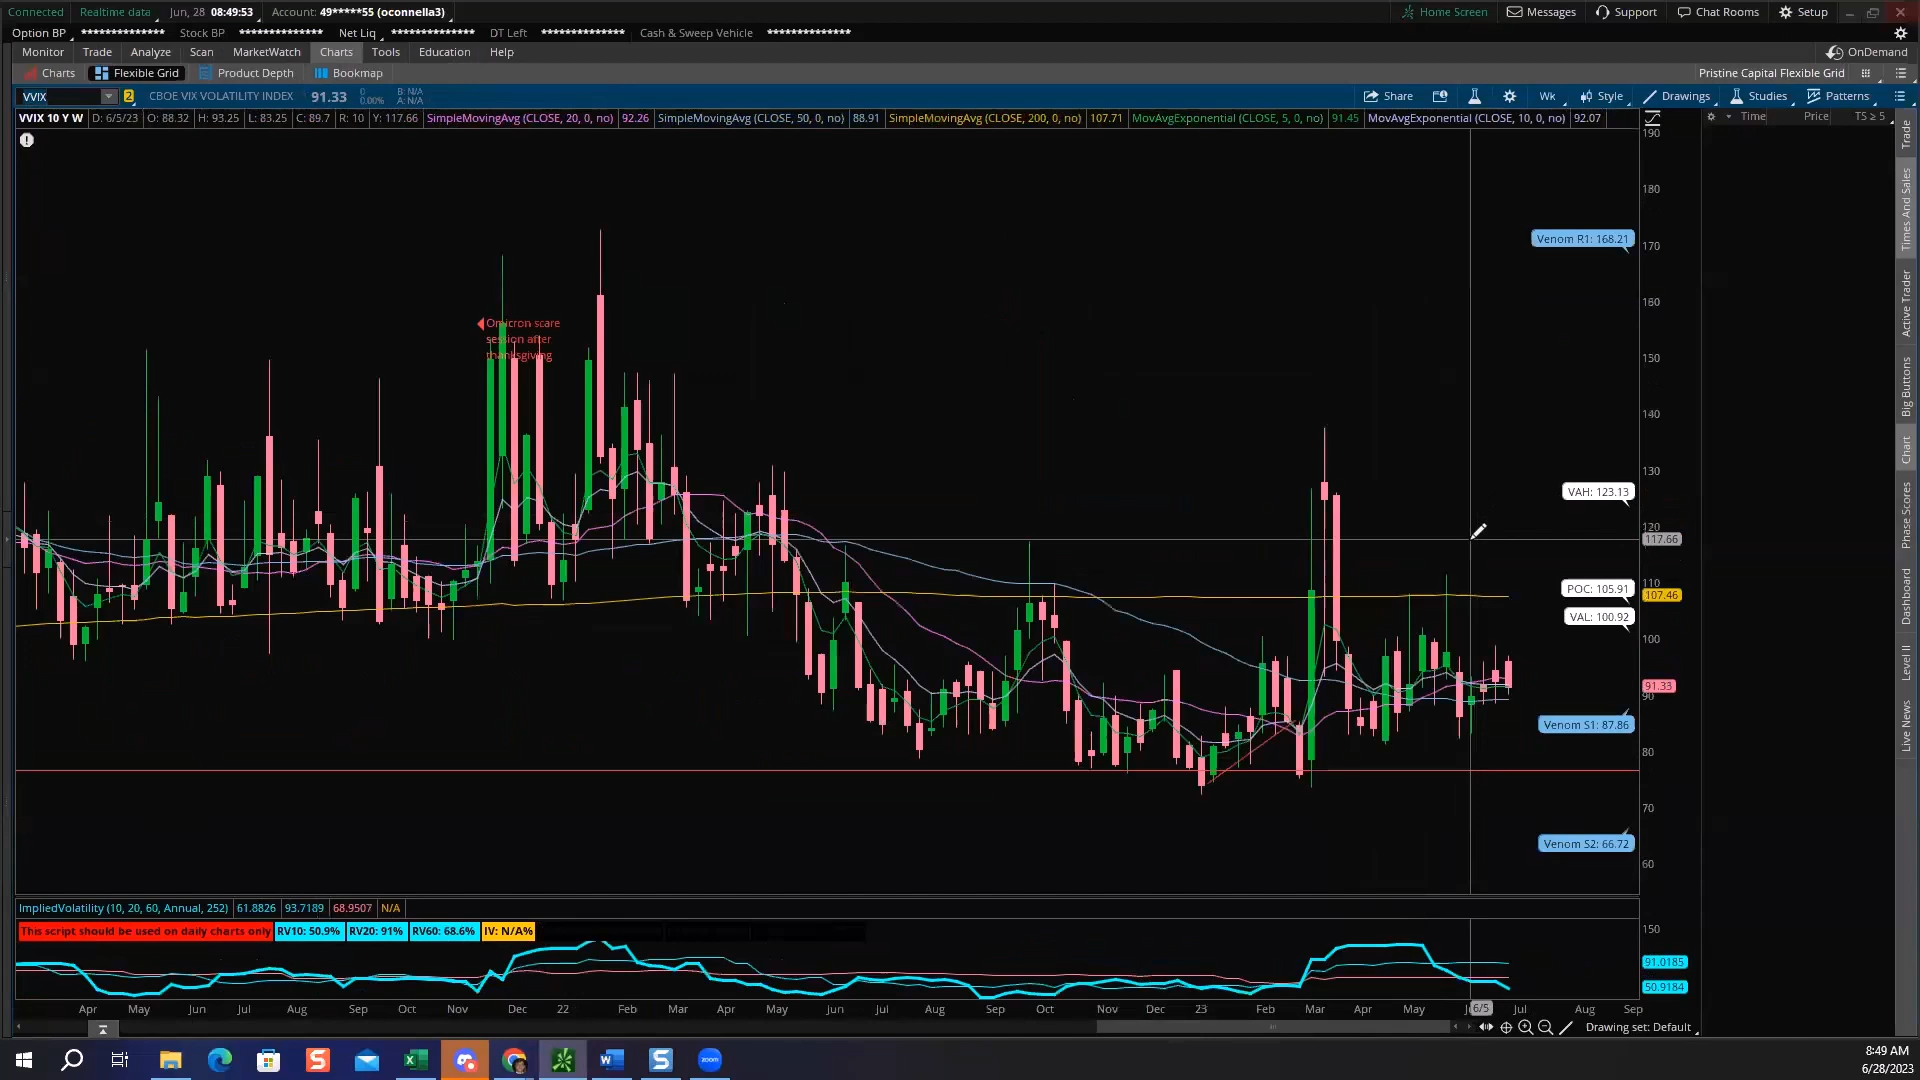 Connected Realtime data Jun, 28 08:49:53 Account: 49*****55 (oconnella3) Home Screen Messages Support Chat Rooms Setup
Option BP ************** Stock BP ************** Net Liq ************** DT Left ************** Cash & Sweep Vehicle **************
Monitor Trade Analyze Scan MarketWatch Charts Tools Education Help OnDemand
Charts Flexible Grid Product Depth Bookmap Pristine Capital Flexible Grid
VVIX 2 CBOE VIX VOLATILITY INDEX 91.33 0 B: N/A Share Wk Style Drawings Studies Patterns
0.00% A: N/A
VVIX 10 Y W D: 6/5/23 O: 88.32 H: 93.25 L: 83.25 C: 89.7 R: 10 Y: 117.66 SimpleMovingAvg (CLOSE, 20, 0, no) 92.26 SimpleMovingAvg (CLOSE, 50, 0, no) 88.91 SimpleMovingAvg (CLOSE, 200, 0, no) 107.71 MovAvgExponential (CLOSE, 5, 0, no) 91.45 MovAvgExponential (CLOSE, 10, 0, no) 92.07 Time Price TS ≥ 5
190
180
Venom R1: 168.21 170
160
Omicron scare
session after
thanksgiving
150
140
130
VAH: 123.13
120
117.66
110
POC: 105.91
107.46
VAL: 100.92
100
91.33
90
Venom S1: 87.86
80
70
Venom S2: 66.72
60
ImpliedVolatility (10, 20, 60, Annual, 252) 61.8826 93.7189 68.9507 N/A
This script should be used on daily charts only RV10: 50.9% RV20: 91% RV60: 68.6% IV: N/A% 150
91.0185
50.9184
Apr May Jun Jul Aug Sep Oct Nov Dec 22 Feb Mar Apr May Jun Jul Aug Sep Oct Nov Dec 23 Feb Mar Apr May 6/5 Jul Aug Sep
Drawing set: Default
Trade
Times And Sales
Active Trader
Big Buttons
Chart
Phase Scores
Dashboard
Level II
Live News
8:49 AM
6/28/2023